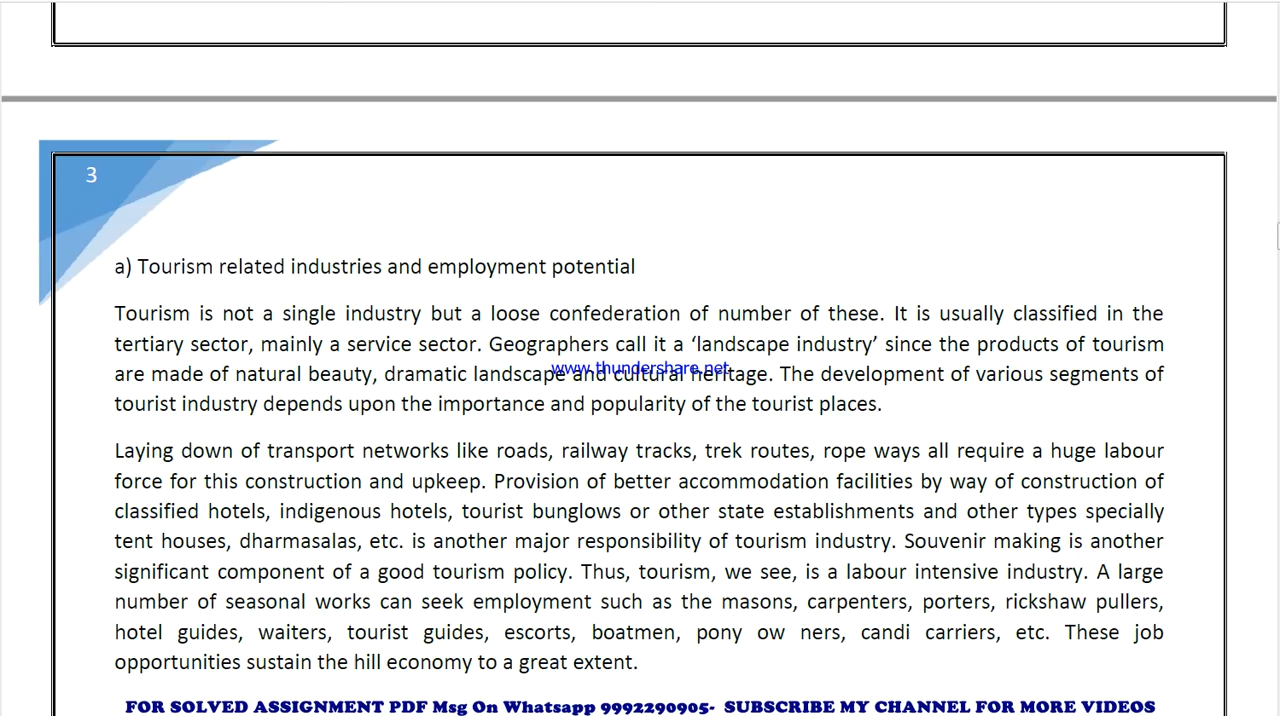 3
a) Tourism related industries and employment potential
Tourism is not a single industry but a loose confederation of number of these. It is usually classified in the
tertiary sector, mainly a service sector. Geographers call it a ‘landscape industry’ since the products of tourism
www.thundershare.net
are made of natural beauty, dramatic landscape and cultural heritage. The development of various segments of
tourist industry depends upon the importance and popularity of the tourist places.
Laying down of transport networks like roads, railway tracks, trek routes, rope ways all require a huge labour
force for this construction and upkeep. Provision of better accommodation facilities by way of construction of
classified hotels, indigenous hotels, tourist bunglows or other state establishments and other types specially
tent houses, dharmasalas, etc. is another major responsibility of tourism industry. Souvenir making is another
significant component of a good tourism policy. Thus, tourism, we see, is a labour intensive industry. A large
number of seasonal works can seek employment such as the masons, carpenters, porters, rickshaw pullers,
hotel guides, waiters, tourist guides, escorts, boatmen, pony ow ners, candi carriers, etc. These job
opportunities sustain the hill economy to a great extent.
FOR SOLVED ASSIGNMENT PDF Msg On Whatsapp 9992290905- SUBSCRIBE MY CHANNEL FOR MORE VIDEOS